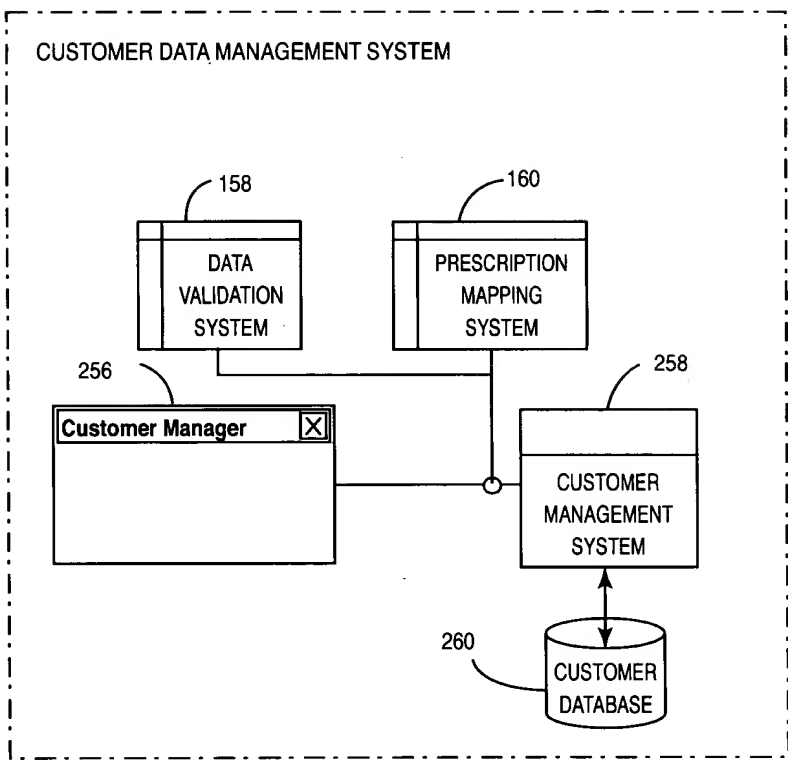 CUSTOMER DATA MANAGEMENT SYSTEM
158
160
DATA
VALIDATION
SYSTEM
PRESCRIPTION
MAPPING
SYSTEM
256
258
Customer Manager
X
CUSTOMER
MANAGEMENT
SYSTEM
260
CUSTOMER
DATABASE